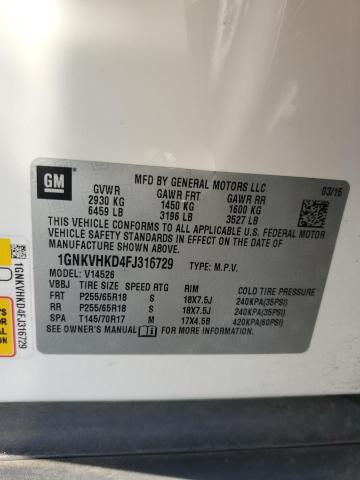 GM
MFD BY GENERAL MOTORS LLC
03/15
GVWR GAWR FRT GAWR RR
2930 KG 1450 KG 1600 KG
6459 LB 3196 LB 3527 LB
THIS VEHICLE CONFORMS TO ALL APPLICABLE U.S. FEDERAL MOTOR
VEHICLE SAFETY AND THEFT PREVENTION STANDARDS IN EFFECT ON
THE DATE OF MANUFACTURE SHOWN ABOVE.
1GNKVHKD4FJ316729 TYPE: M.P.V.
MODEL: V14526
VBBJ TIRE SIZE SPEED RTG RIM COLD TIRE PRESSURE
FRT P255/65R18 S 18X7.5J 240KPA(35PSI)
RR P255/65R18 S 18X7.5J 240KPA(35PSI)
SPA T145/70R17 M 17X4.5B 420KPA(60PSI)
SEE OWNER'S MANUAL
1GNKVHKD4FJ316729